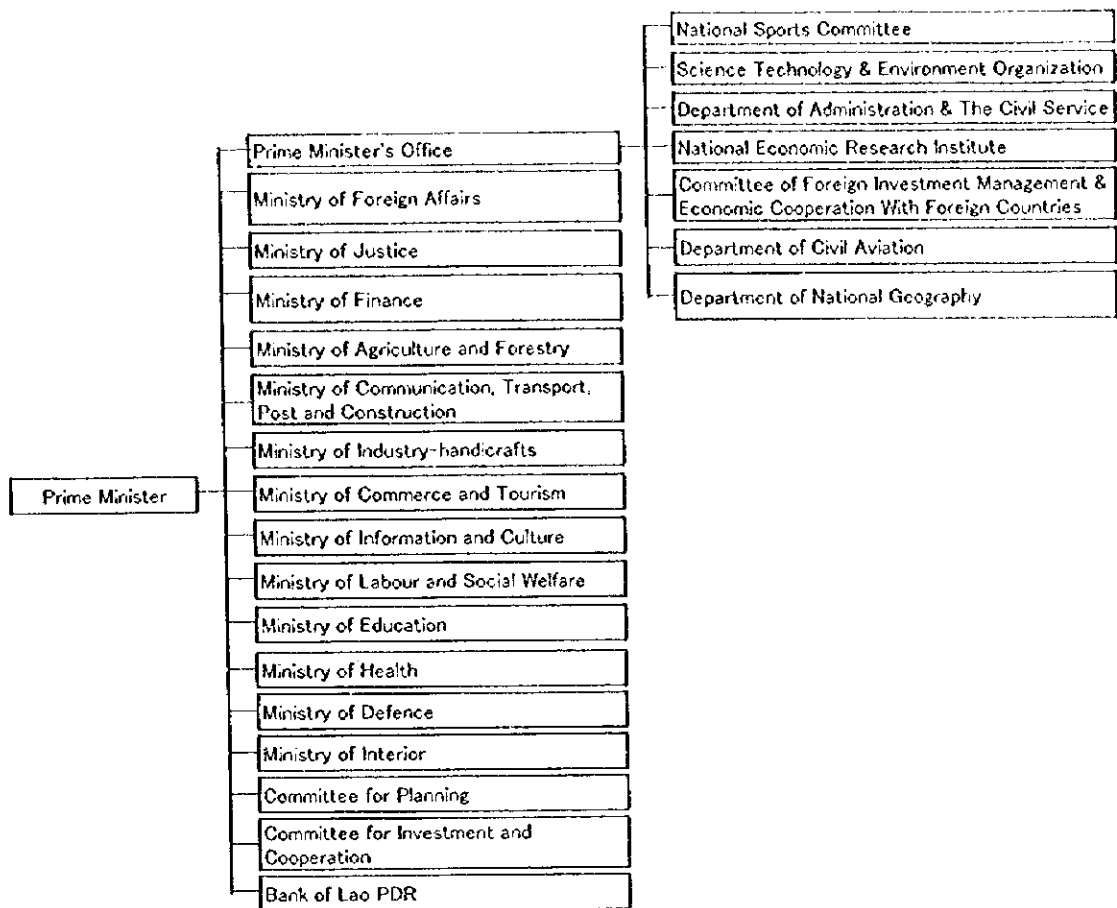 Prime Minister
Prime Minister's Office
Ministry of Foreign Affairs
Ministry of Justice
Ministry of Finance
Ministry of Agriculture and Forestry
Ministry of Communication, Transport,
Post and Construction
Ministry of Industry-handicrafts
Ministry of Commerce and Tourism
Ministry of Information and Culture
Ministry of Labour and Social Welfare
Ministry of Education
Ministry of Health
Ministry of Defence
Ministry of Interior
Committee for Planning
Committee for Investment and
Cooperation
Bank of Lao PDR
National Sports Committee
Science Technology & Environment Organization
Department of Administration & The Civil Service
National Economic Research Institute
Committee of Foreign Investment Management &
Economic Cooperation With Foreign Countries
Department of Civil Aviation
Department of National Geography